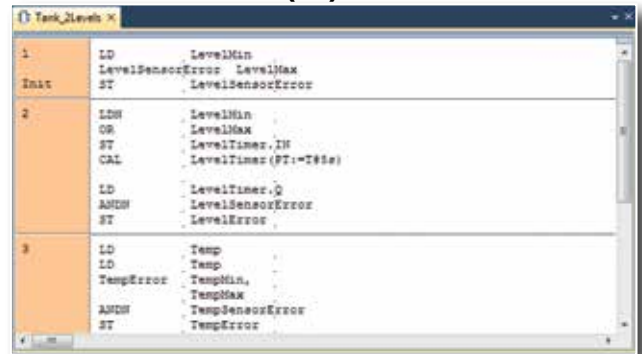 Tank_2Levels
1 LD LevelMin
LevelSensorError LevelMax
Init ST LevelSensorError
2 LDN LevelMin
OR LevelMax
ST LevelTimer.IN
CAL LevelTimer(PT:=T#5s)
LD LevelTimer.Q
ANDN LevelSensorError
ST LevelError
3 LD Temp
LD Temp
TempError TempMin,
TempMax
ANDN TempSensorError
ST TempError